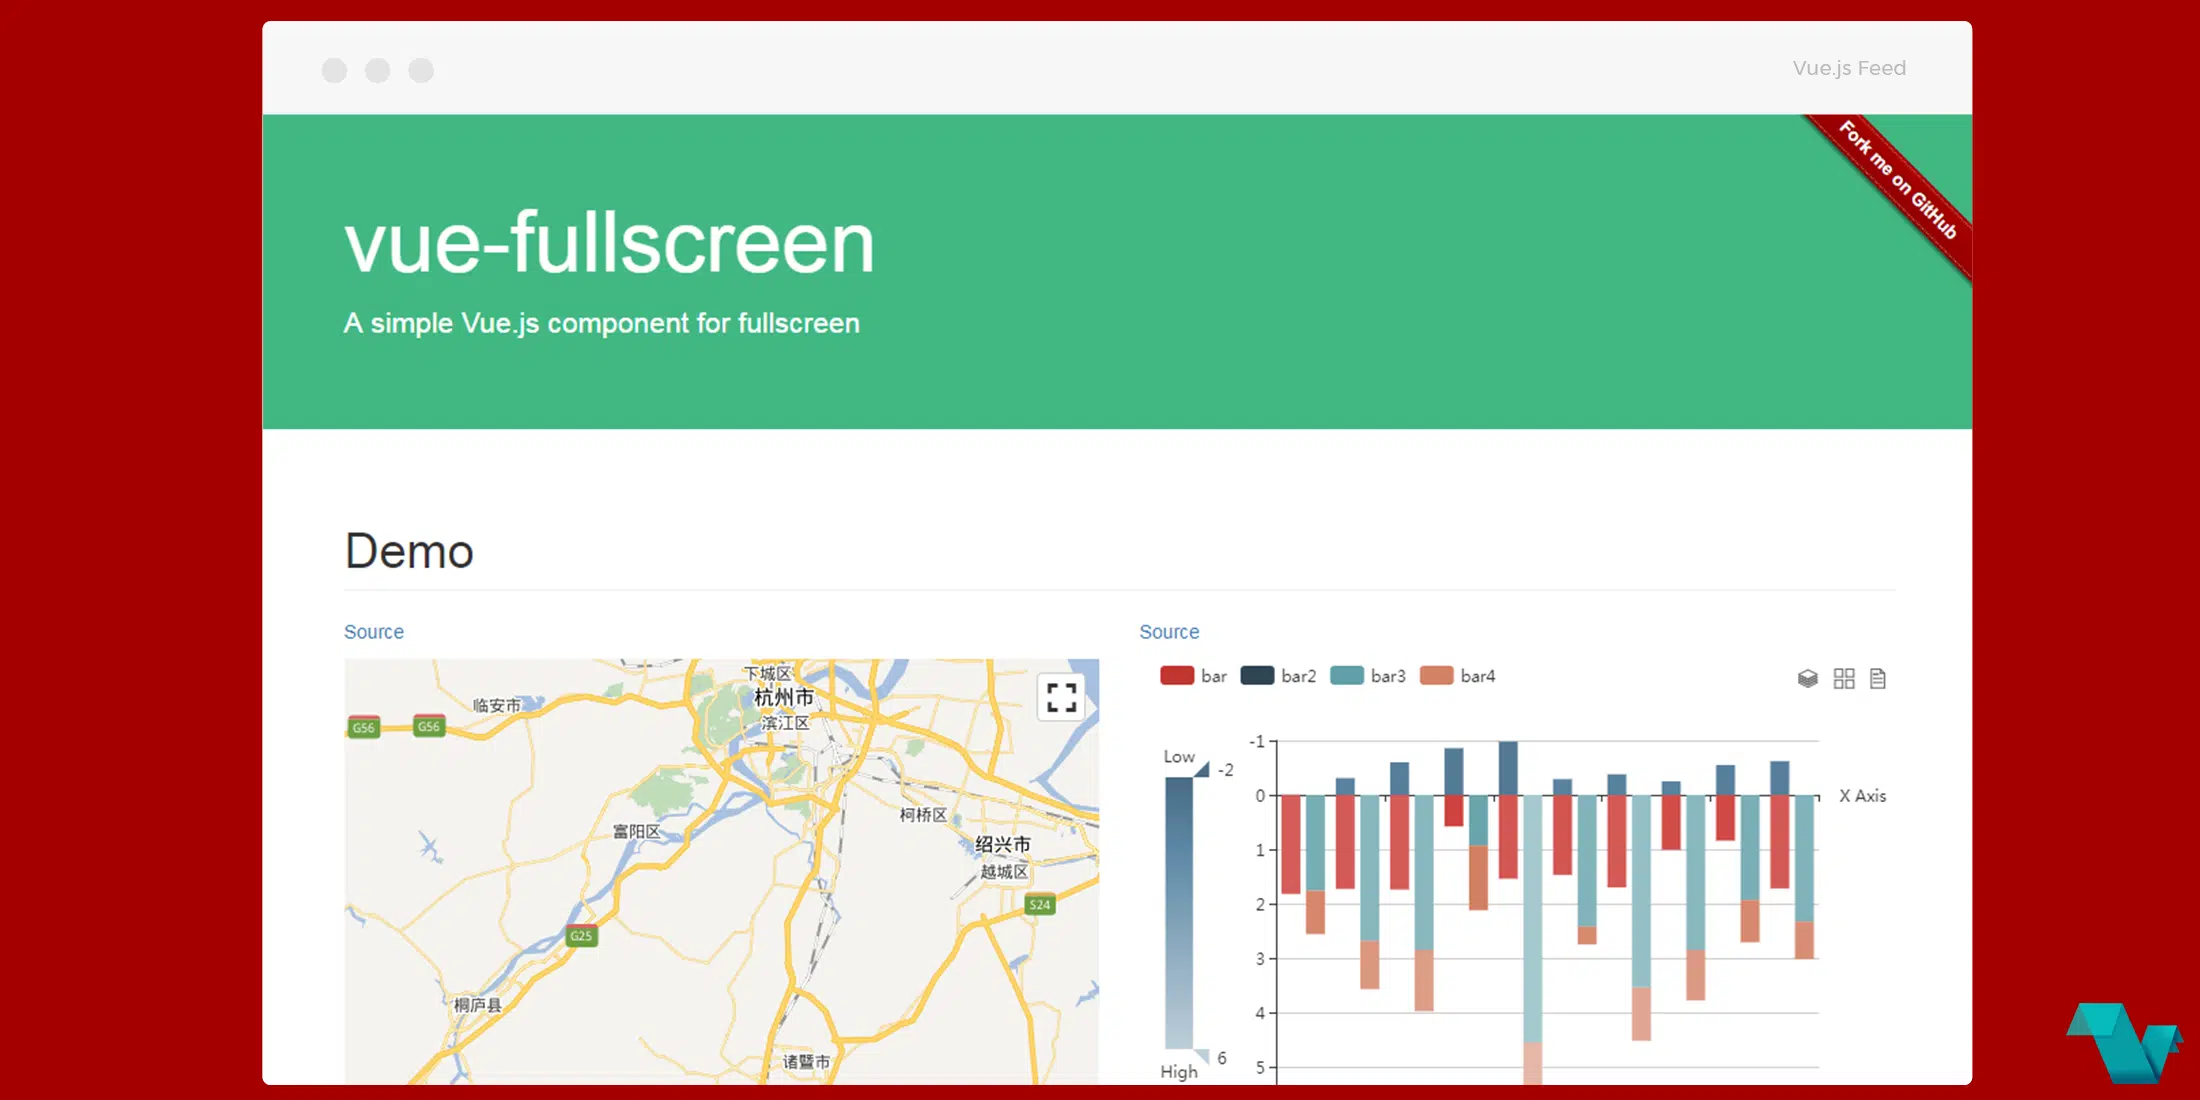 Vue.js Feed
Fork me on GitHub
vue-fullscreen
A simple Vue.js component for fullscreen
Demo
Source
下城区
杭州市
临安市
滨江区
G56
G56
柯桥区
富阳区
绍兴市
越城区
S24
G25
桐庐县
诸暨市
Source
bar
bar2
bar3
bar4
Low
-2
6
High
-1
0
1
2
3
4
5
X Axis